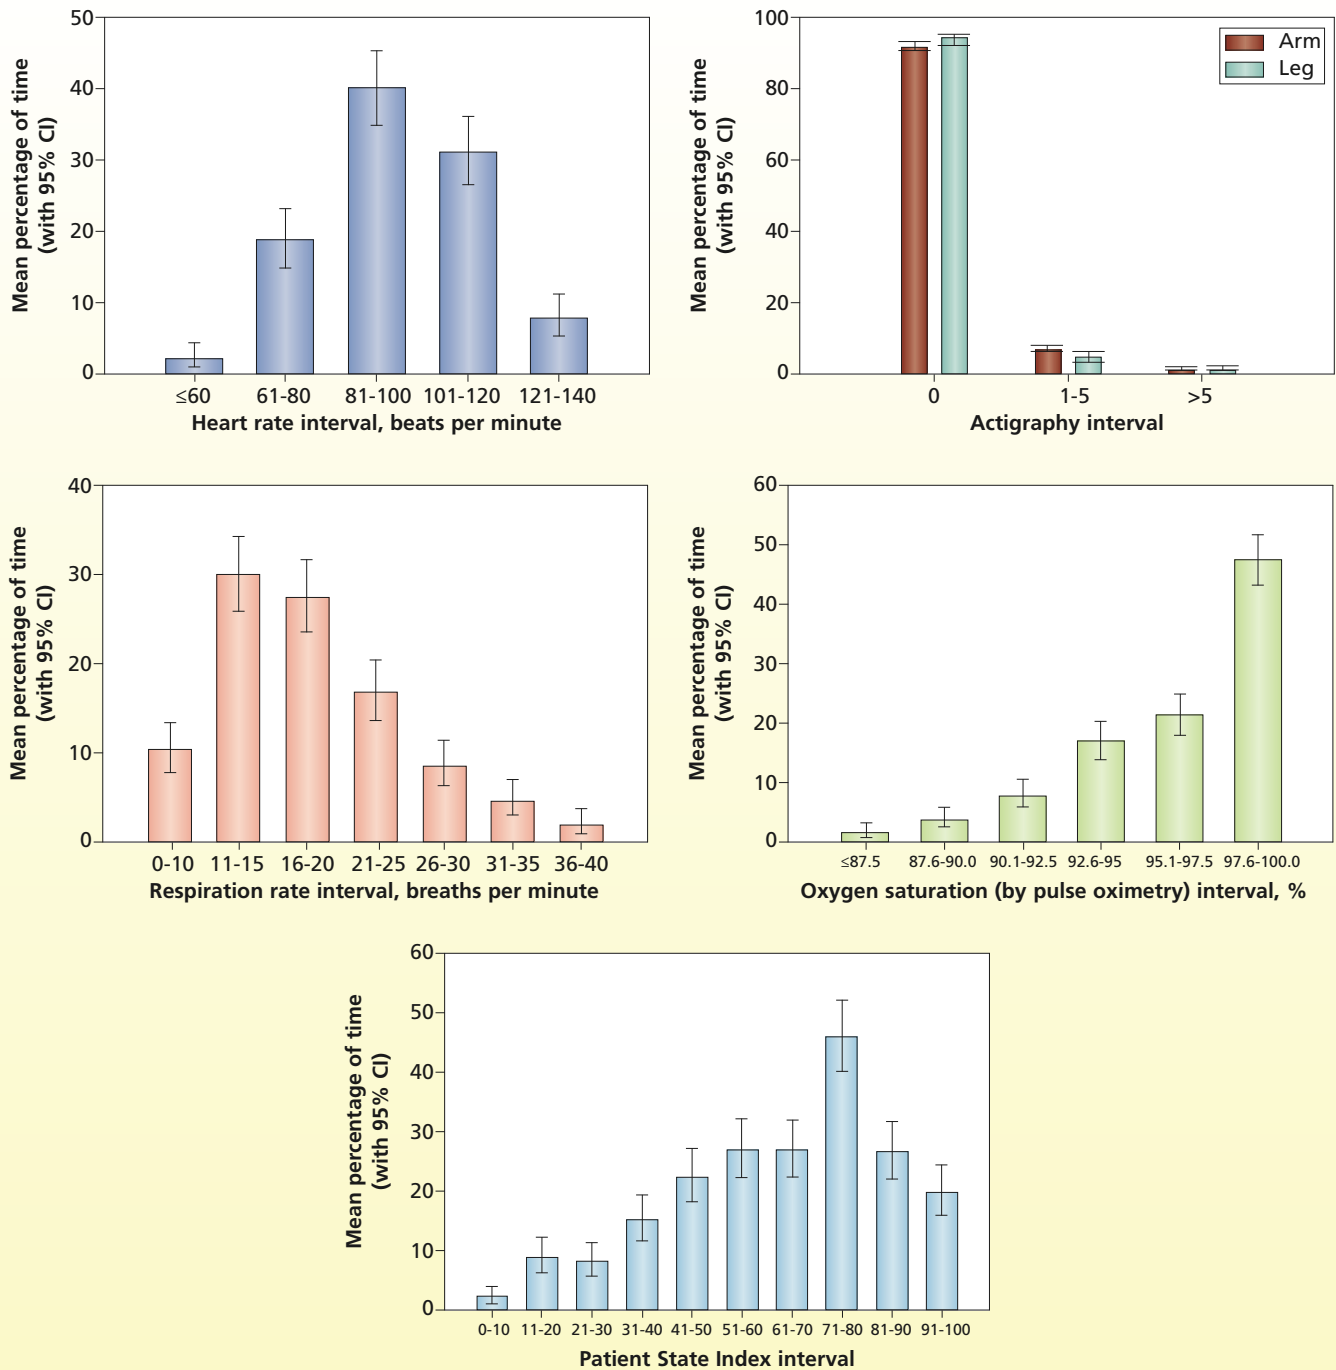 Mean percentage of time
(with 95% CI)
50
40
30
20
10
0
≤60 61-80 81-100 101-120 121-140
Heart rate interval, beats per minute
Mean percentage of time
(with 95% CI)
100
80
60
40
20
0
Arm
Leg
0 1-5 >5
Actigraphy interval
Mean percentage of time
(with 95% CI)
40
30
20
10
0
0-10 11-15 16-20 21-25 26-30 31-35 36-40
Respiration rate interval, breaths per minute
Mean percentage of time
(with 95% CI)
60
50
40
30
20
10
0
≤87.5 87.6-90.0 90.1-92.5 92.6-95 95.1-97.5 97.6-100.0
Oxygen saturation (by pulse oximetry) interval, %
Mean percentage of time
(with 95% CI)
60
50
40
30
20
10
0
0-10 11-20 21-30 31-40 41-50 51-60 61-70 71-80 81-90 91-100
Patient State Index interval